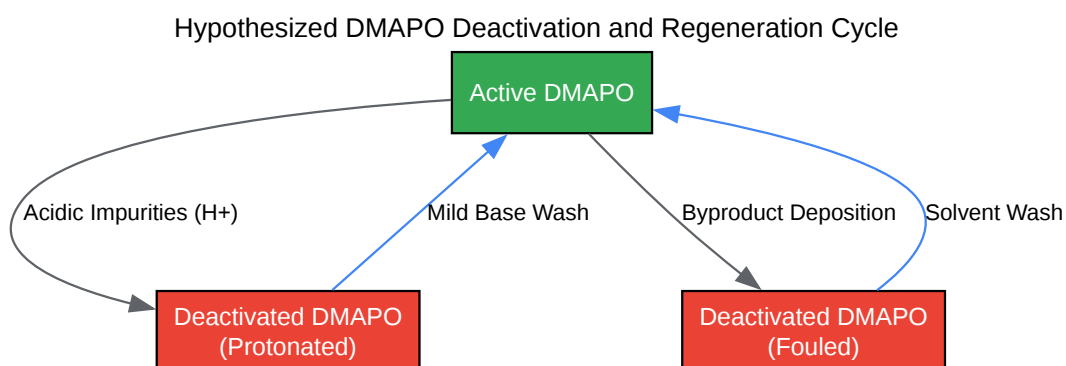 Hypothesized DMAPO Deactivation and Regeneration Cycle
Active DMAPO
Acidic Impurities (H+)
Mild Base Wash
Byproduct Deposition
Solvent Wash
Deactivated DMAPO
(Protonated)
Deactivated DMAPO
(Fouled)